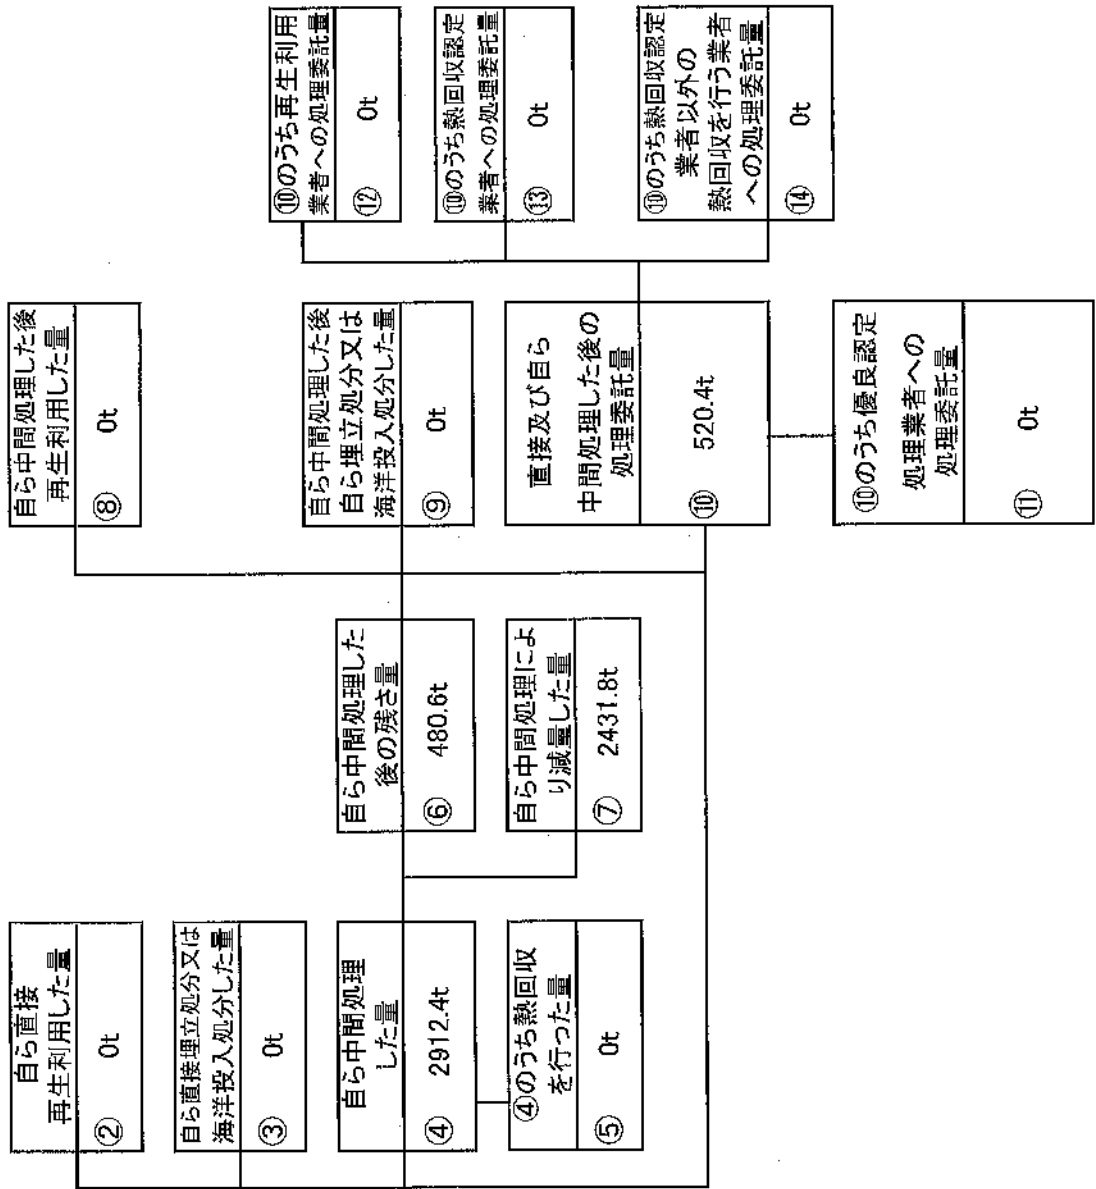 自ら直接
再生利用した量
② 0t
自ら直接埋立処分又は
海洋投入処分した量
③ 0t
自ら中間処理
した量
④ 2912.4t
④のうち熱回収
を行った量
⑤ 0t
自ら中間処理した
後の残さ量
⑥ 480.6t
自ら中間処理によ
り減量した量
⑦ 2431.8t
自ら中間処理した後
再生利用した量
⑧ 0t
自ら中間処理した後
自ら埋立処分又は
海洋投入処分した量
⑨ 0t
直接及び自ら
中間処理した後の
処理委託量
⑩ 520.4t
⑩のうち優良認定
処理業者への
処理委託量
⑪ 0t
⑩のうち再生利用
業者への処理委託量
⑫ 0t
⑩のうち熱回収認定
業者への処理委託量
⑬ 0t
⑩のうち熱回収認定
業者以外の
熱回収を行う業者
への処理委託量
⑭ 0t